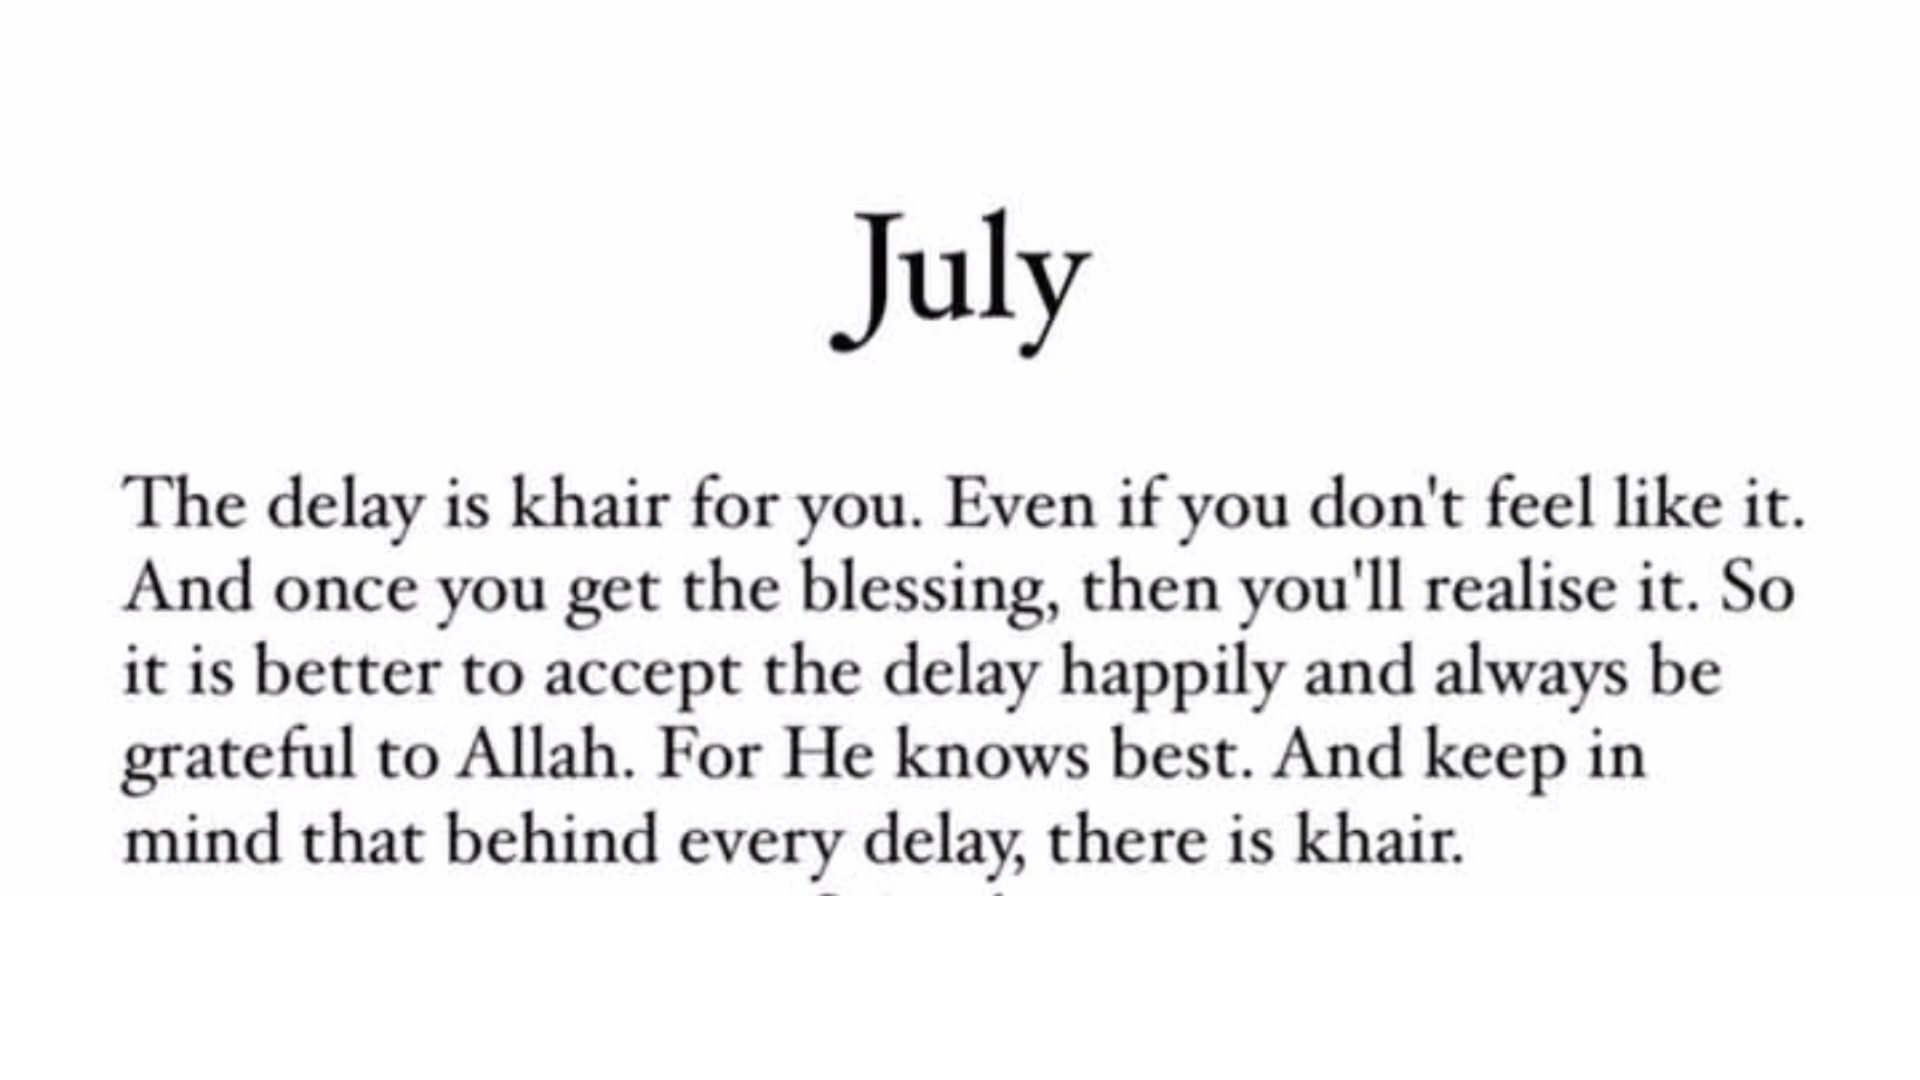 July
The delay is khair for you. Even if you don't feel like it.
And once you get the blessing, then you'll realise it. So
it is better to accept the delay happily and always be
grateful to Allah. For He knows best. And keep in
mind that behind every delay, there is khair.